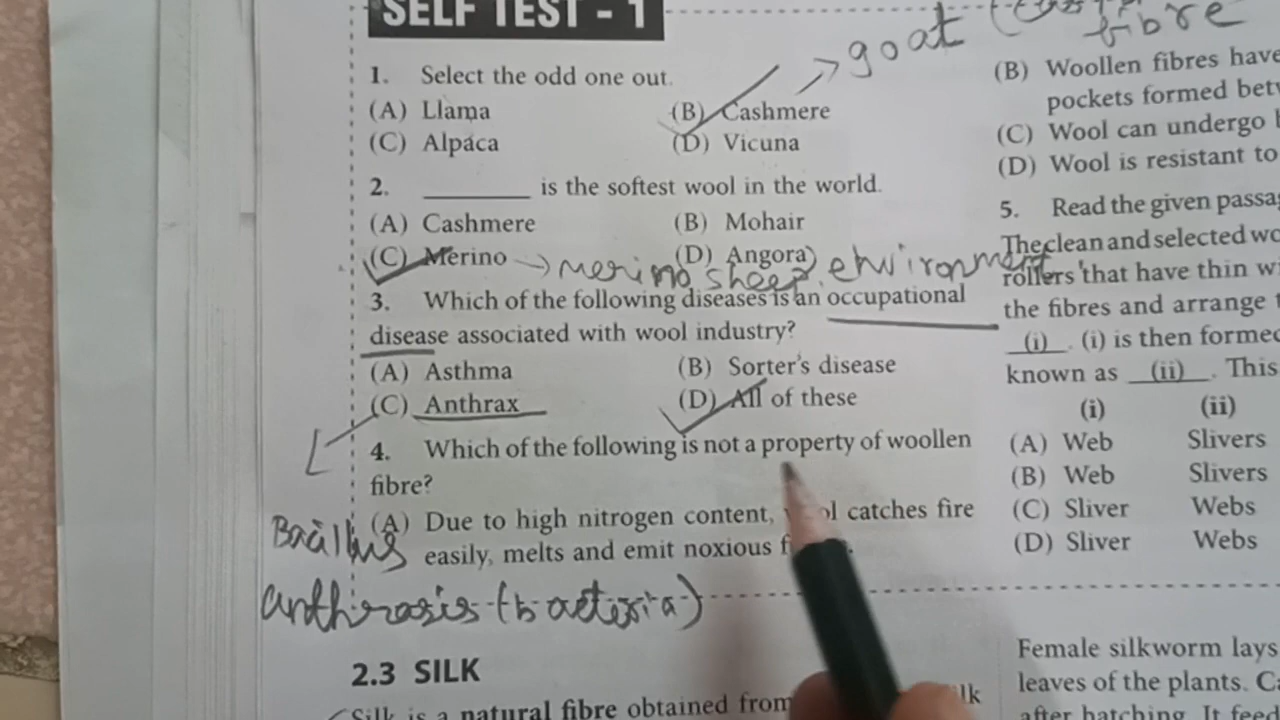 SELF TEST - 1
goat
fibre
1. Select the odd one out.
(A) Llama
(B) Cashmere
(C) Alpaca
(D) Vicuna
2. ________ is the softest wool in the world.
(A) Cashmere
(B) Mohair
(C) Merino
(D) Angora
merino sheep environment
3. Which of the following diseases is an occupational
disease associated with wool industry?
(A) Asthma
(B) Sorter's disease
(C) Anthrax
(D) All of these
4. Which of the following is not a property of woollen
fibre?
(A) Due to high nitrogen content, catches fire
easily, melts and emit noxious
Bacillus
anthrasis (bacteria)
2.3 SILK
Silk is a natural fibre obtained from
(B) Woollen fibres have
pockets formed
(C) Wool can undergo
(D) Wool is resistant to
5. Read the given
The clean and selected
rollers that have thin
the fibres and arrange
(i) . (i) is then formed
known as (ii) . This
(i) (ii)
(A) Web Slivers
(B) Web Slivers
(C) Sliver Webs
(D) Sliver Webs
Female silkworm lays
leaves of the plants.
after hatching. It feed